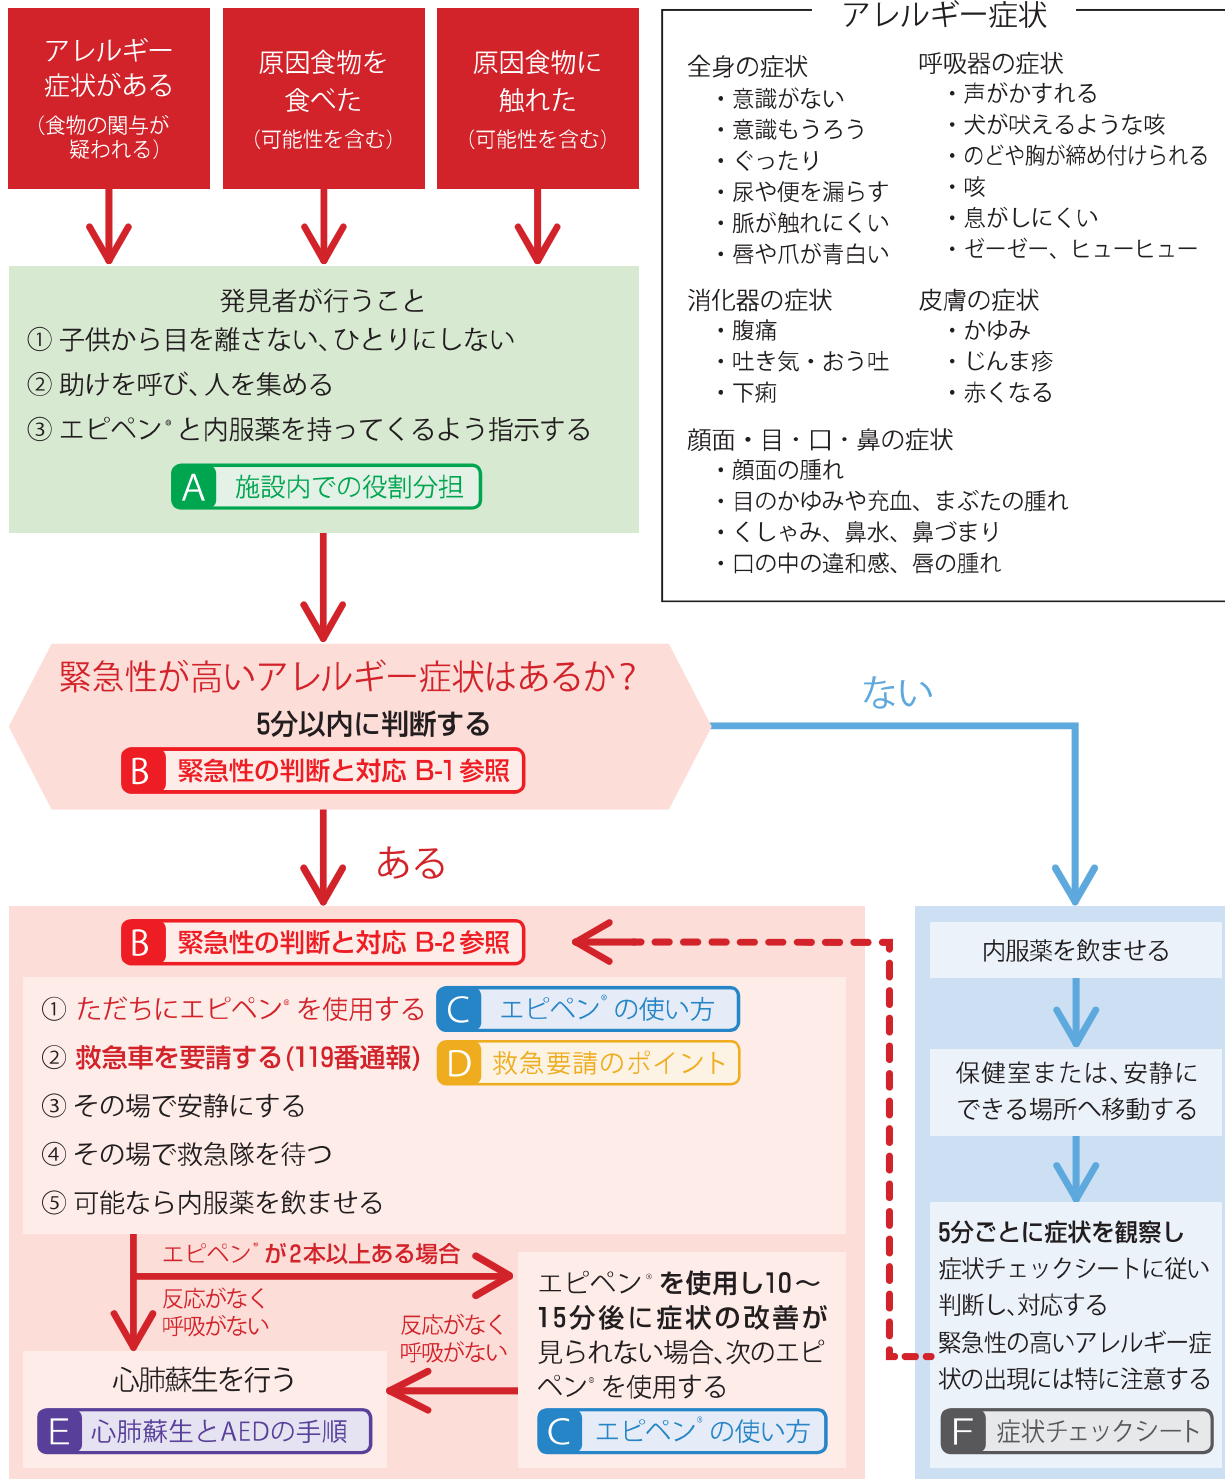 アレルギー
症状がある
(食物の関与が
疑われる)
原因食物を
食べた
(可能性を含む)
原因食物に
触れた
(可能性を含む)
アレルギー症状
全身の症状
・意識がない
・意識もうろう
・ぐったり
・尿や便を漏らす
・脈が触れにくい
・唇や爪が青白い
呼吸器の症状
・声がかすれる
・犬が吠えるような咳
・のどや胸が締め付けられる
・咳
・息がしにくい
・ゼーゼー、ヒューヒュー
消化器の症状
・腹痛
・吐き気・おう吐
・下痢
皮膚の症状
・かゆみ
・じんま疹
・赤くなる
顔面・目・口・鼻の症状
・顔面の腫れ
・目のかゆみや充血、まぶたの腫れ
・くしゃみ、鼻水、鼻づまり
・口の中の違和感、唇の腫れ
発見者が行うこと
① 子供から目を離さない、ひとりにしない
② 助けを呼び、人を集める
③ エピペン®と内服薬を持ってくるよう指示する
A 施設内での役割分担
緊急性が高いアレルギー症状はあるか？
5分以内に判断する
B 緊急性の判断と対応 B-1参照
ない
ある
B 緊急性の判断と対応 B-2参照
① ただちにエピペン®を使用する
C エピペン®の使い方
② 救急車を要請する(119番通報)
D 救急要請のポイント
③ その場で安静にする
④ その場で救急隊を待つ
⑤ 可能なら内服薬を飲ませる
エピペン®が2本以上ある場合
反応がなく
呼吸がない
エピペン®を使用し10～
15分後に症状の改善が
見られない場合、次のエピ
ペン®を使用する
C エピペン®の使い方
反応がなく
呼吸がない
心肺蘇生を行う
E 心肺蘇生とAEDの手順
内服薬を飲ませる
保健室または、安静に
できる場所へ移動する
5分ごとに症状を観察し
症状チェックシートに従い
判断し、対応する
緊急性の高いアレルギー症
状の出現には特に注意する
F 症状チェックシート